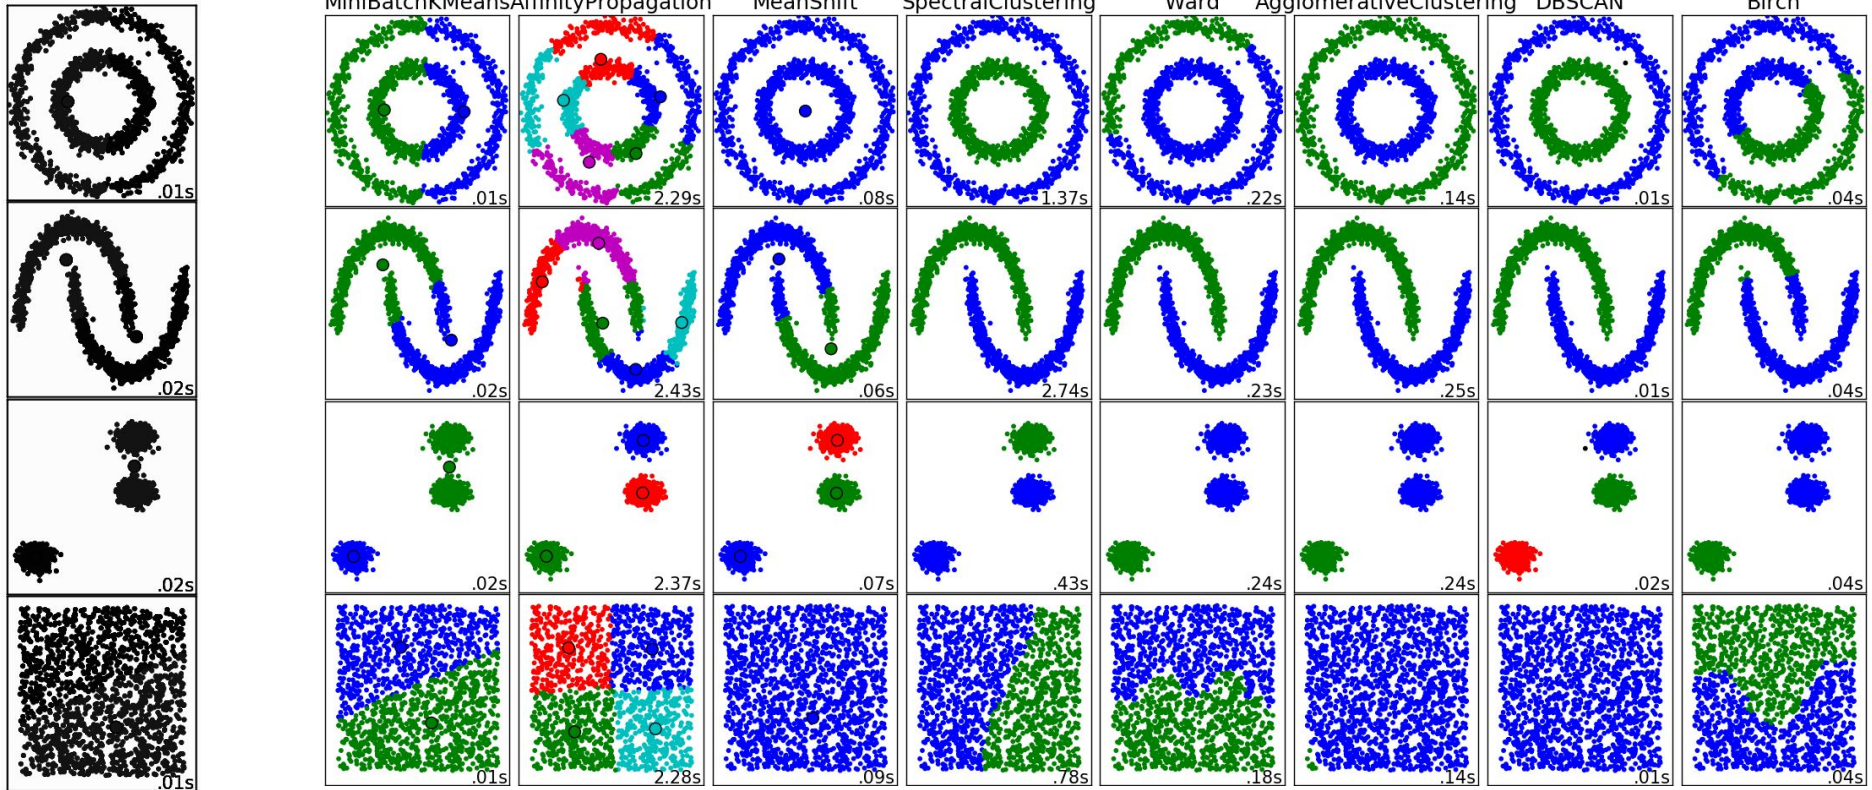 MiniBatchKMeans AffinityPropagation MeanShift SpectralClustering Ward AgglomerativeClustering DBSCAN Birch
.01s .01s 2.29s .08s 1.37s .22s .14s .01s .04s
.02s .02s 2.43s .06s 2.74s .23s .25s .01s .04s
.02s .02s 2.37s .07s .43s .24s .24s .02s .04s
.01s .01s 2.28s .09s .78s .18s .14s .01s .04s